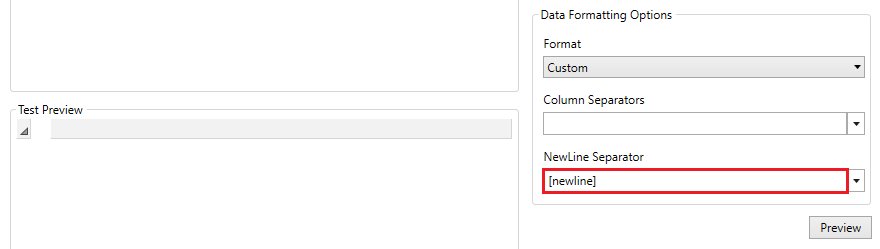 Test Preview
Data Formatting Options
Format
Custom
Column Separators
NewLine Separator
[newline]
Preview